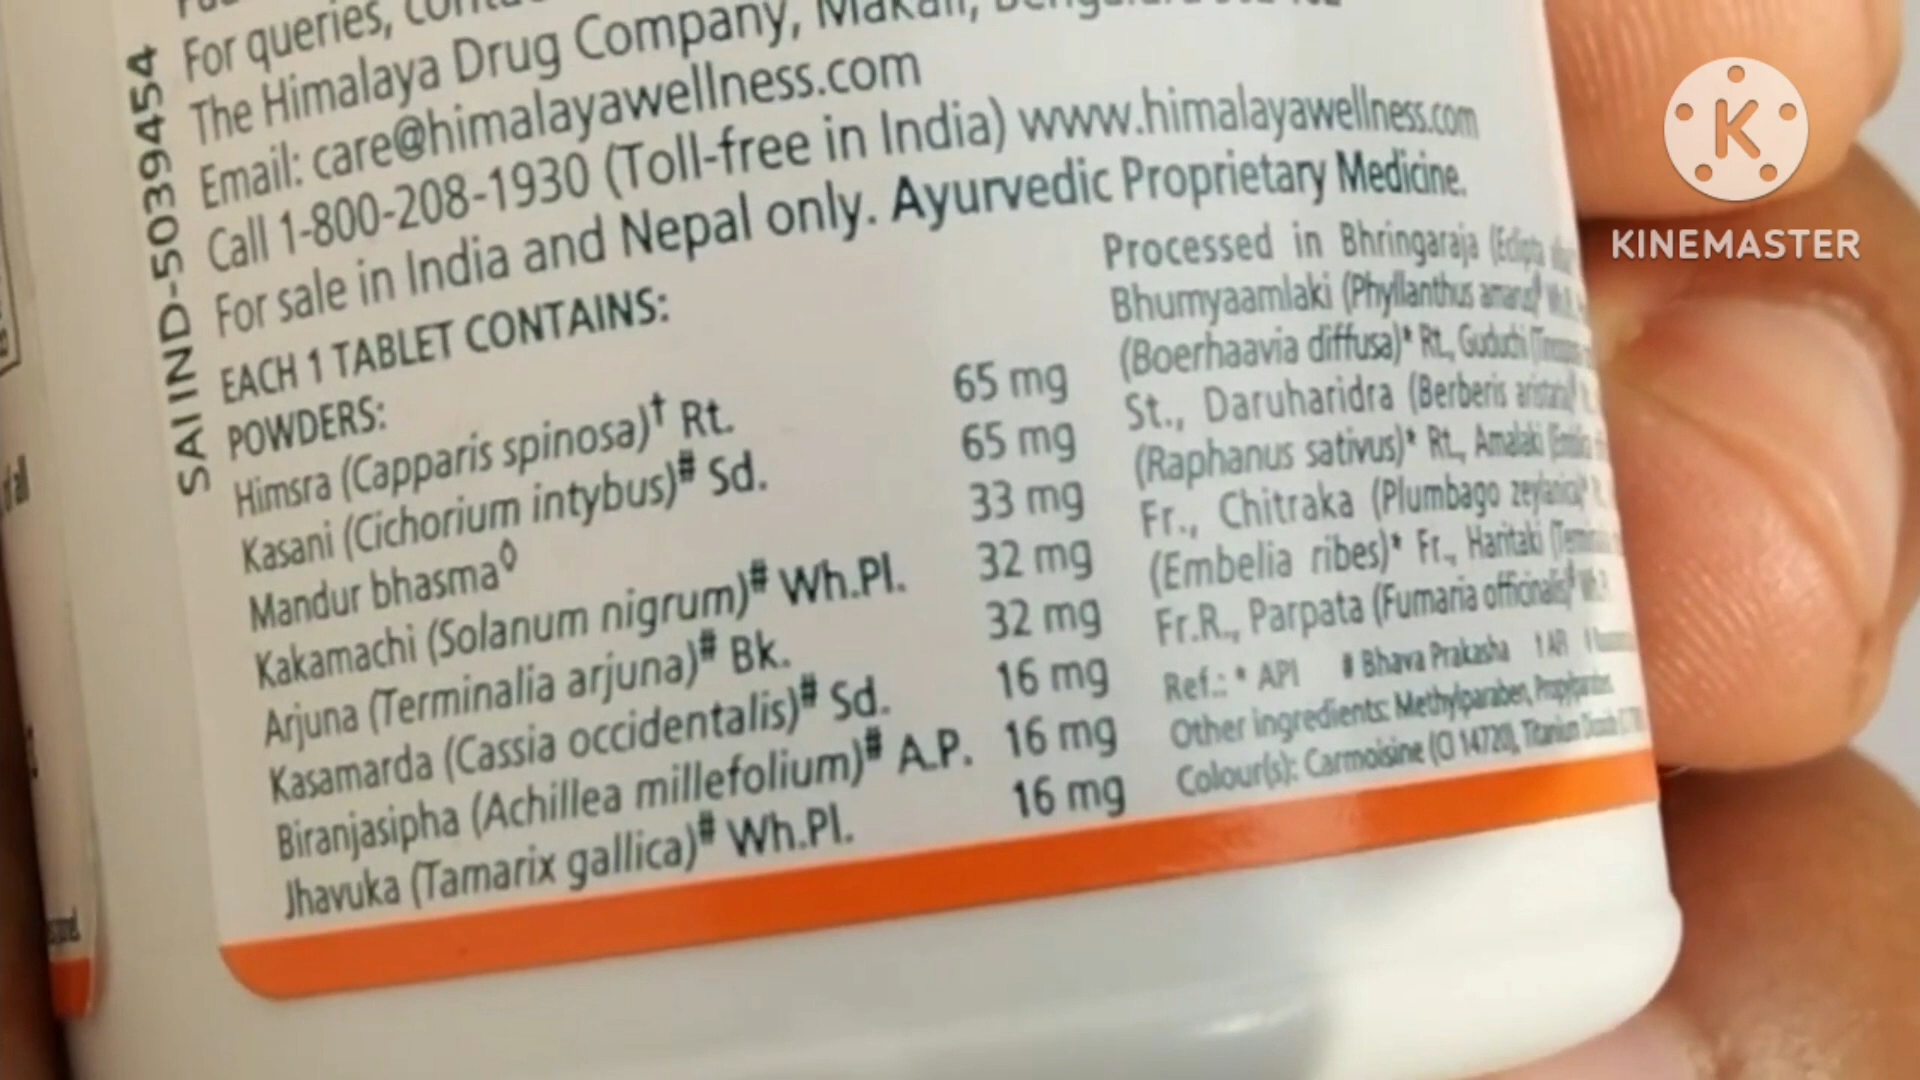 For queries,
The Himalaya Drug Company, Makali,
Email: care@himalayawellness.com
Call 1-800-208-1930 (Toll-free in India) www.himalayawellness.com
For sale in India and Nepal only. Ayurvedic Proprietary Medicine.
EACH 1 TABLET CONTAINS:
POWDERS:
Himsra (Capparis spinosa)† Rt. 65 mg
Kasani (Cichorium intybus)# Sd. 65 mg
Mandur bhasma◊ 33 mg
Kakamachi (Solanum nigrum)# Wh.Pl. 32 mg
Arjuna (Terminalia arjuna)# Bk. 32 mg
Kasamarda (Cassia occidentalis)# Sd. 16 mg
Biranjasipha (Achillea millefolium)# A.P. 16 mg
Jhavuka (Tamarix gallica)# Wh.Pl. 16 mg
Processed in Bhringaraja (Eclipta
Bhumyaamlaki (Phyllanthus amarus)#
(Boerhaavia diffusa)* Rt., Guduchi
St., Daruharidra (Berberis aristata)#
(Raphanus sativus)* Rt., Amalaki
Fr., Chitraka (Plumbago zeylanica)*
(Embelia ribes)* Fr., Haritaki
Fr.R., Parpata (Fumaria officinalis)#
Ref.: * API # Bhava Prakasha
Other ingredients: Methylparaben, Propylparaben
Colour(s): Carmoisine (CI 14720), Titanium
SAI IND-5039454
K
KINEMASTER